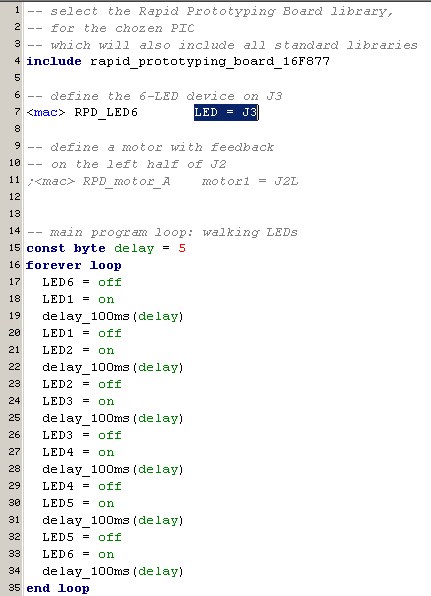 1 -- select the Rapid Prototyping Board library,
2 -- for the chozen PIC
3 -- which will also include all standard libraries
4 include rapid_prototyping_board_16F877
5
6 -- define the 6-LED device on J3
7 <mac> RPD_LED6 LED = J3
8
9 -- define a motor with feedback
10 -- on the left half of J2
11 ;<mac> RPD_motor_A motor1 = J2L
12
13
14 -- main program loop: walking LEDs
15 const byte delay = 5
16 forever loop
17 LED6 = off
18 LED1 = on
19 delay_100ms(delay)
20 LED1 = off
21 LED2 = on
22 delay_100ms(delay)
23 LED2 = off
24 LED3 = on
25 delay_100ms(delay)
26 LED3 = off
27 LED4 = on
28 delay_100ms(delay)
29 LED4 = off
30 LED5 = on
31 delay_100ms(delay)
32 LED5 = off
33 LED6 = on
34 delay_100ms(delay)
35 end loop